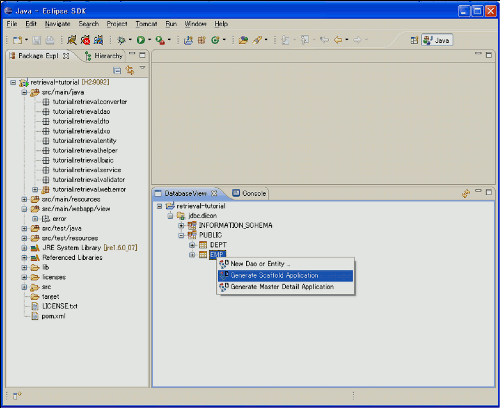 Java - Eclipse SDK
File Edit Navigate Search Project Tomcat Run Window Help
Java
Package Expl
Hierarchy
retrieval-tutorial [H2:9092]
src/main/java
tutorial.retrieval.converter
tutorial.retrieval.dao
tutorial.retrieval.dto
tutorial.retrieval.dxo
tutorial.retrieval.entity
tutorial.retrieval.helper
tutorial.retrieval.logic
tutorial.retrieval.service
tutorial.retrieval.validator
tutorial.retrieval.web.error
src/main/resources
src/main/webapp/view
error
src/test/java
src/test/resources
JRE System Library [jre1.5.0_07]
Referenced Libraries
lib
licenses
src
target
LICENSE.txt
pom.xml
DatabaseView
Console
retrieval-tutorial
jdbc.dicon
INFORMATION_SCHEMA
PUBLIC
DEPT
EMP
New Dao or Entity ...
Generate Scaffold Application
Generate Master Detail Application